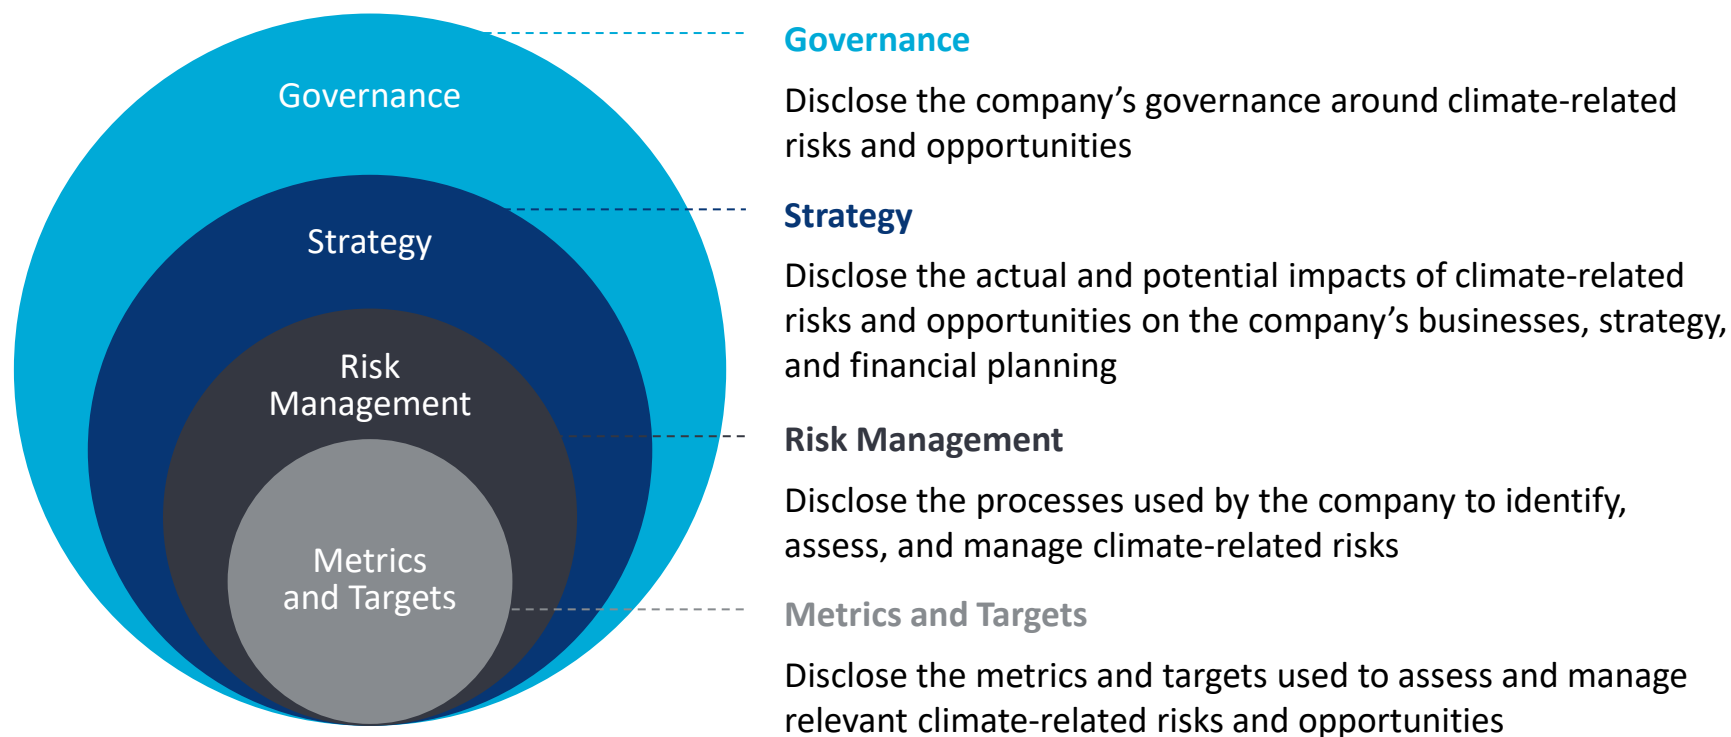 Governance
Strategy
Risk
Management
Metrics
and Targets
Governance
Disclose the company’s governance around climate-related
risks and opportunities
Strategy
Disclose the actual and potential impacts of climate-related
risks and opportunities on the company’s businesses, strategy,
and financial planning
Risk Management
Disclose the processes used by the company to identify,
assess, and manage climate-related risks
Metrics and Targets
Disclose the metrics and targets used to assess and manage
relevant climate-related risks and opportunities